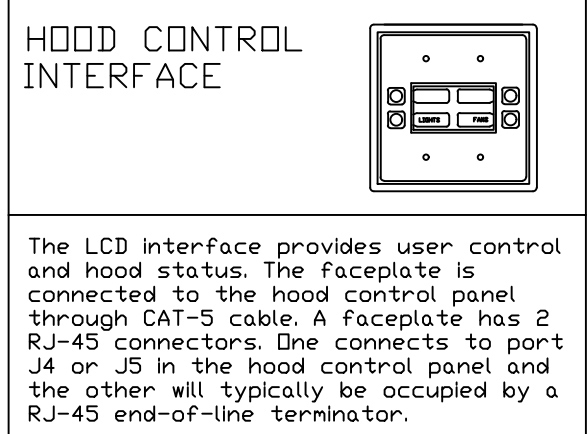 HOOD CONTROL
INTERFACE
LIGHTS
FANS
The LCD interface provides user control
and hood status. The faceplate is
connected to the hood control panel
through CAT-5 cable. A faceplate has 2
RJ-45 connectors. One connects to port
J4 or J5 in the hood control panel and
the other will typically be occupied by a
RJ-45 end-of-line terminator.